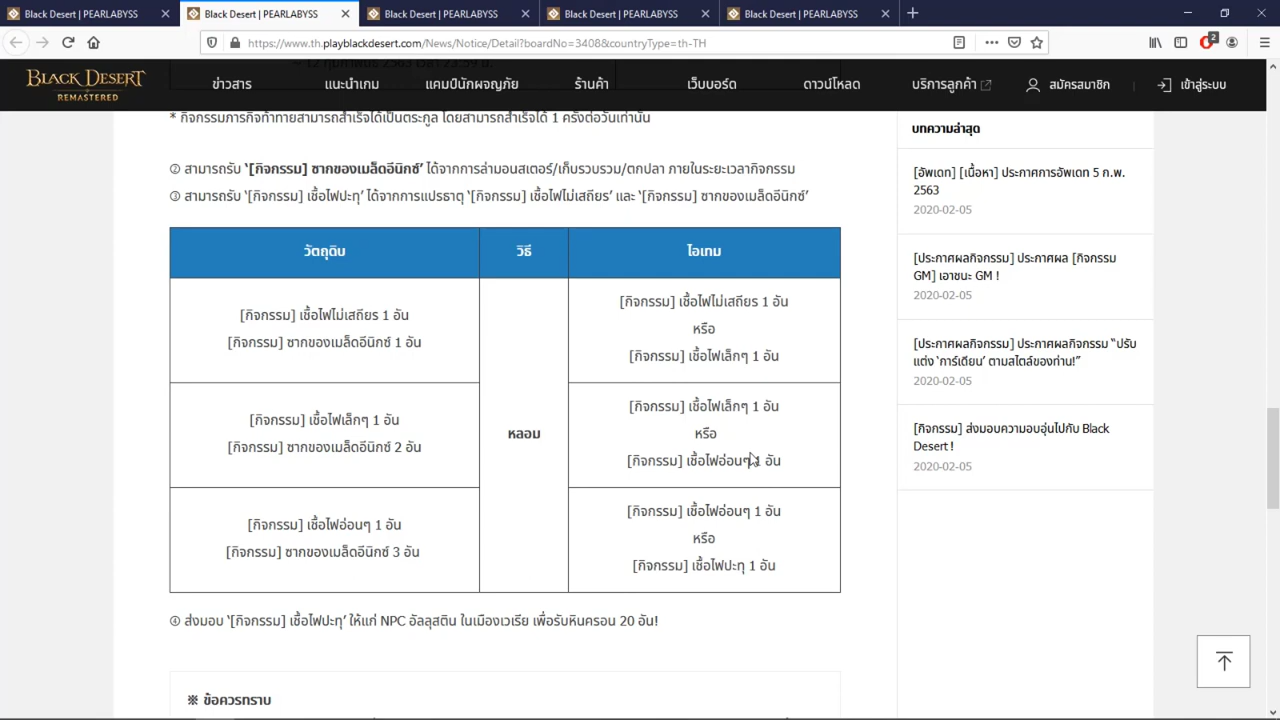 Black Desert | PEARLABYSS
Black Desert | PEARLABYSS
Black Desert | PEARLABYSS
Black Desert | PEARLABYSS
Black Desert | PEARLABYSS
https://www.th.playblackdesert.com/News/Notice/Detail?boardNo=3408&countryType=th-TH
2
BLACK DESERT
REMASTERED
ข่าวสาร
แนะนำเกม
แคมป์นักผจญภัย
ร้านค้า
เว็บบอร์ด
ดาวน์โหลด
บริการลูกค้า
สมัครสมาชิก
เข้าสู่ระบบ
* กิจกรรมภารกิจท้าทายสามารถสำเร็จได้เป็นตระกูล โดยสามารถสำเร็จได้ 1 ครั้งต่อวันเท่านั้น
② สามารถรับ ‘[กิจกรรม] ซากของเมล็ดอีนิกซ์’ ได้จากการล่ามอนสเตอร์/เก็บรวบรวม/ตกปลา ภายในระยะเวลากิจกรรม
③ สามารถรับ ‘[กิจกรรม] เชื้อไฟปะทุ’ ได้จากการแปรธาตุ ‘[กิจกรรม] เชื้อไฟไม่เสถียร’ และ ‘[กิจกรรม] ซากของเมล็ดอีนิกซ์’
วัตถุดิบ
วิธี
ไอเทม
[กิจกรรม] เชื้อไฟไม่เสถียร 1 อัน
[กิจกรรม] ซากของเมล็ดอีนิกซ์ 1 อัน
[กิจกรรม] เชื้อไฟไม่เสถียร 1 อัน
หรือ
[กิจกรรม] เชื้อไฟเล็กๆ 1 อัน
[กิจกรรม] เชื้อไฟเล็กๆ 1 อัน
[กิจกรรม] ซากของเมล็ดอีนิกซ์ 2 อัน
หลอม
[กิจกรรม] เชื้อไฟเล็กๆ 1 อัน
หรือ
[กิจกรรม] เชื้อไฟอ่อนๆ 1 อัน
[กิจกรรม] เชื้อไฟอ่อนๆ 1 อัน
[กิจกรรม] ซากของเมล็ดอีนิกซ์ 3 อัน
[กิจกรรม] เชื้อไฟอ่อนๆ 1 อัน
หรือ
[กิจกรรม] เชื้อไฟปะทุ 1 อัน
④ ส่งมอบ ‘[กิจกรรม] เชื้อไฟปะทุ’ ให้แก่ NPC อัลลุสติน ในเมืองเวเรีย เพื่อรับหินครอน 20 อัน!
※ ข้อควรทราบ
บทความล่าสุด
[อัพเดท] [เนื้อหา] ประกาศการอัพเดท 5 ก.พ.
2563
2020-02-05
[ประกาศผลกิจกรรม] ประกาศผล [กิจกรรม
GM] เอาชนะ GM !
2020-02-05
[ประกาศผลกิจกรรม] ประกาศกิจกรรม “ปรับ
แต่ง ‘การ์เดียน’ ตามสไตล์ของท่าน!”
2020-02-05
[กิจกรรม] ส่งมอบความอบอุ่นไปกับ Black
Desert !
2020-02-05